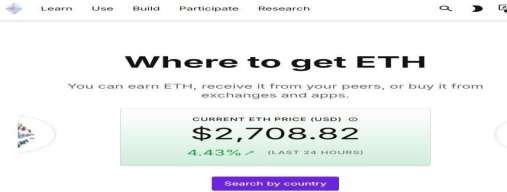 Learn Use Build Participate Research
Where to get ETH
You can earn ETH, receive it from your peers, or buy it from
exchanges and apps.
CURRENT ETH PRICE (USD)
$2,708.82
4.43% ↗ (LAST 24 HOURS)
Search by country